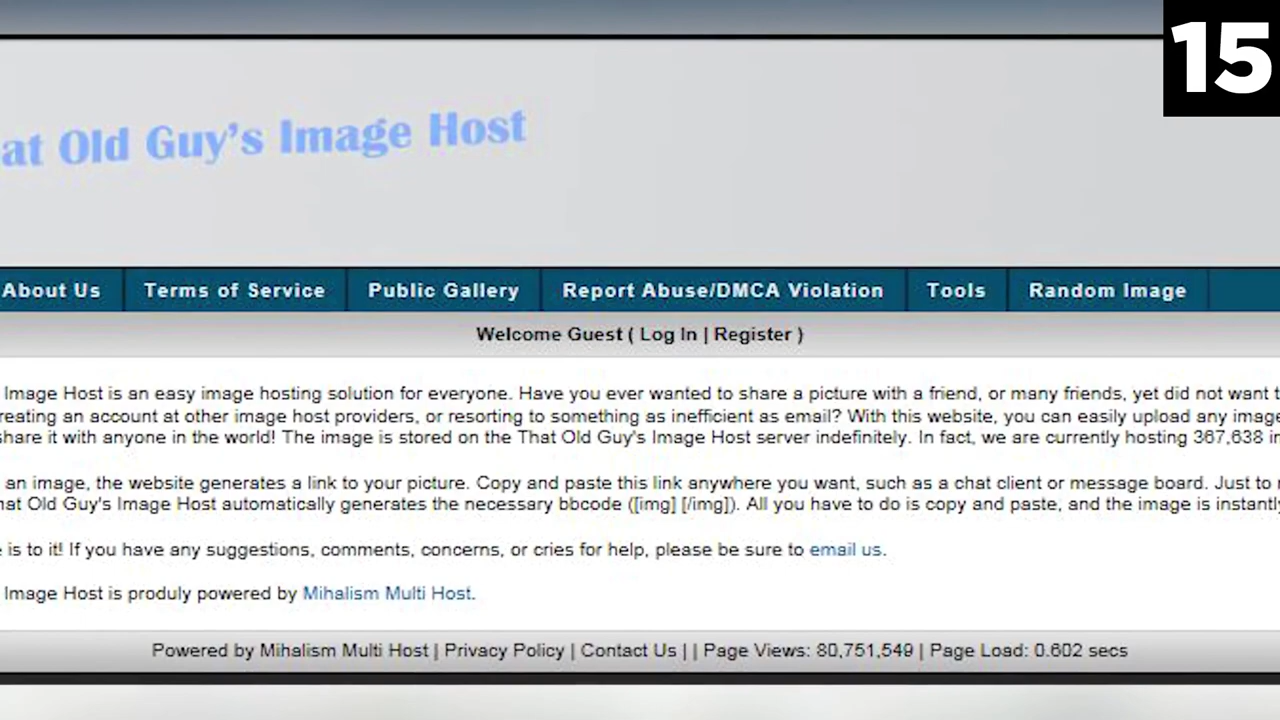 15
at Old Guy's Image Host
About Us Terms of Service Public Gallery Report Abuse/DMCA Violation Tools Random Image
Welcome Guest ( Log In | Register )
Image Host is an easy image hosting solution for everyone. Have you ever wanted to share a picture with a friend, or many friends, yet did not want
reating an account at other image host providers, or resorting to something as inefficient as email? With this website, you can easily upload any image
share it with anyone in the world! The image is stored on the That Old Guy's Image Host server indefinitely. In fact, we are currently hosting 367,638
an image, the website generates a link to your picture. Copy and paste this link anywhere you want, such as a chat client or message board. Just to
hat Old Guy's Image Host automatically generates the necessary bbcode ([img] [/img]). All you have to do is copy and paste, and the image is instantly
is to it! If you have any suggestions, comments, concerns, or cries for help, please be sure to email us.
Image Host is produly powered by Mihalism Multi Host.
Powered by Mihalism Multi Host | Privacy Policy | Contact Us | | Page Views: 80,751,549 | Page Load: 0.602 secs